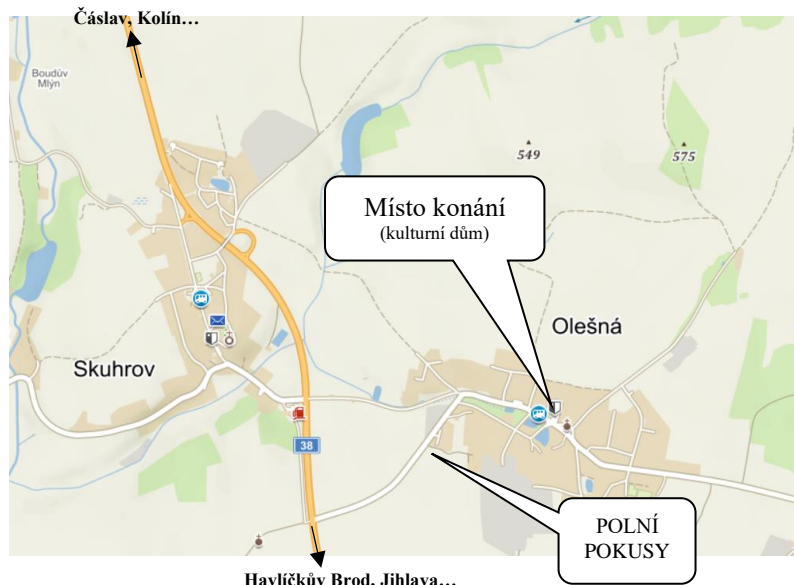 Čáslav, Kolín…
Boudův
Mlýn
549
575
Místo konání
(kulturní dům)
Olešná
Skuhrov
38
POLNÍ
POKUSY
Havlíčkův Brod, Jihlava…